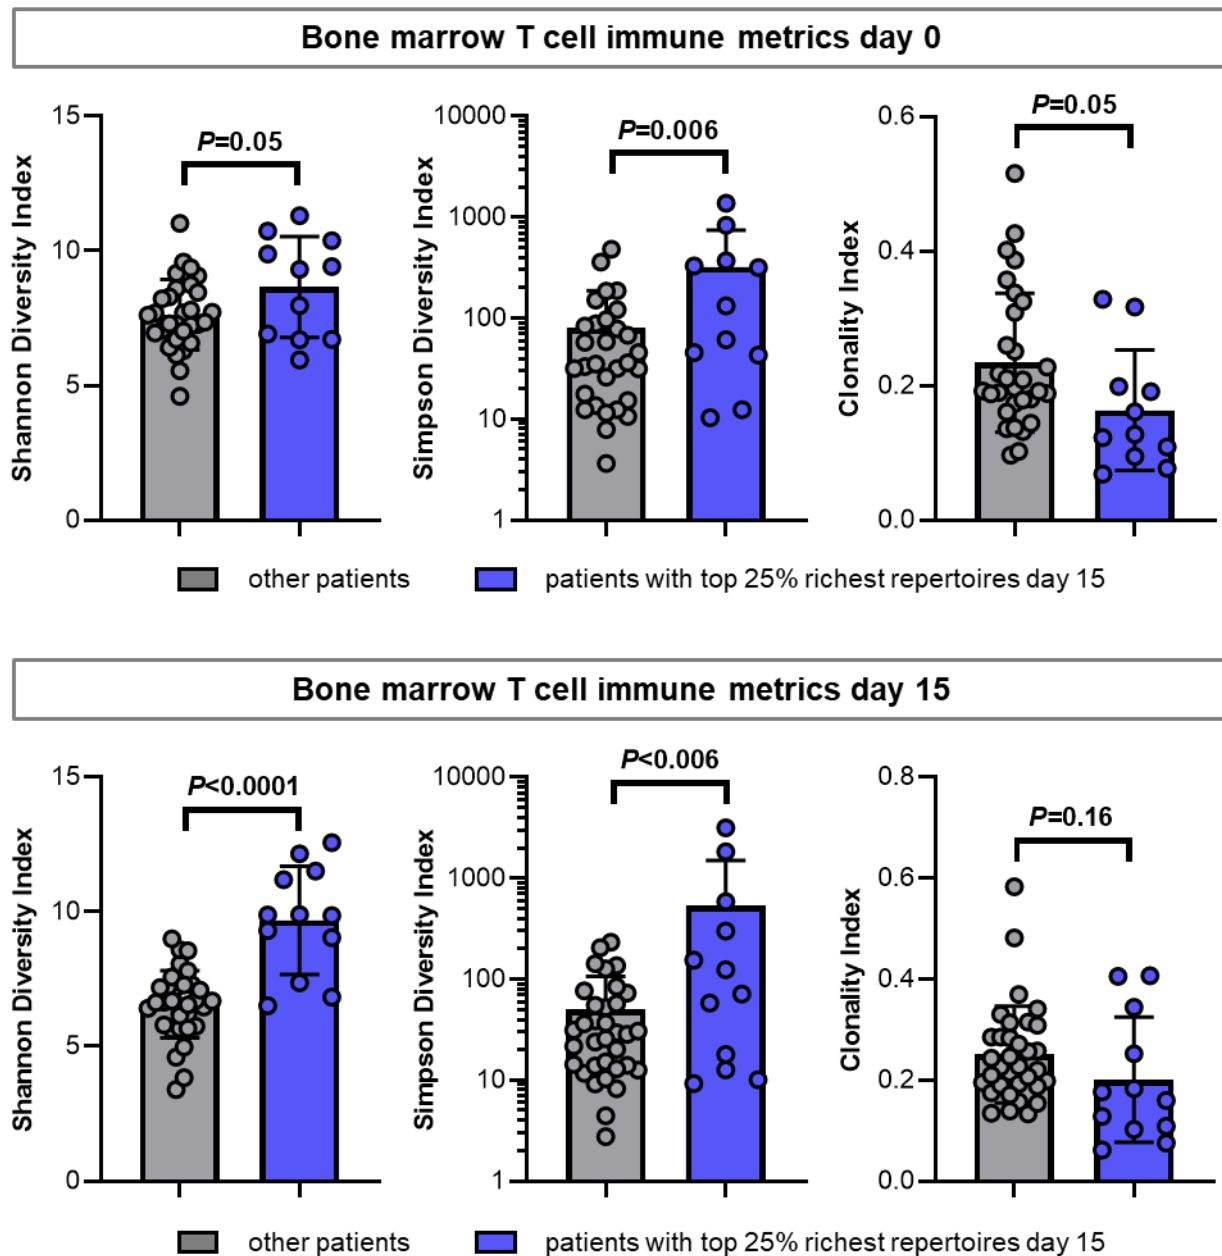 Bone marrow T cell immune metrics day 0
Shannon Diversity Index
15
10
5
0
P=0.05
Simpson Diversity Index
10000
1000
100
10
1
P=0.006
Clonality Index
0.6
0.4
0.2
0.0
P=0.05
other patients
patients with top 25% richest repertoires day 15
Bone marrow T cell immune metrics day 15
Shannon Diversity Index
15
10
5
0
P<0.0001
Simpson Diversity Index
10000
1000
100
10
1
P<0.006
Clonality Index
0.8
0.6
0.4
0.2
0.0
P=0.16
other patients
patients with top 25% richest repertoires day 15